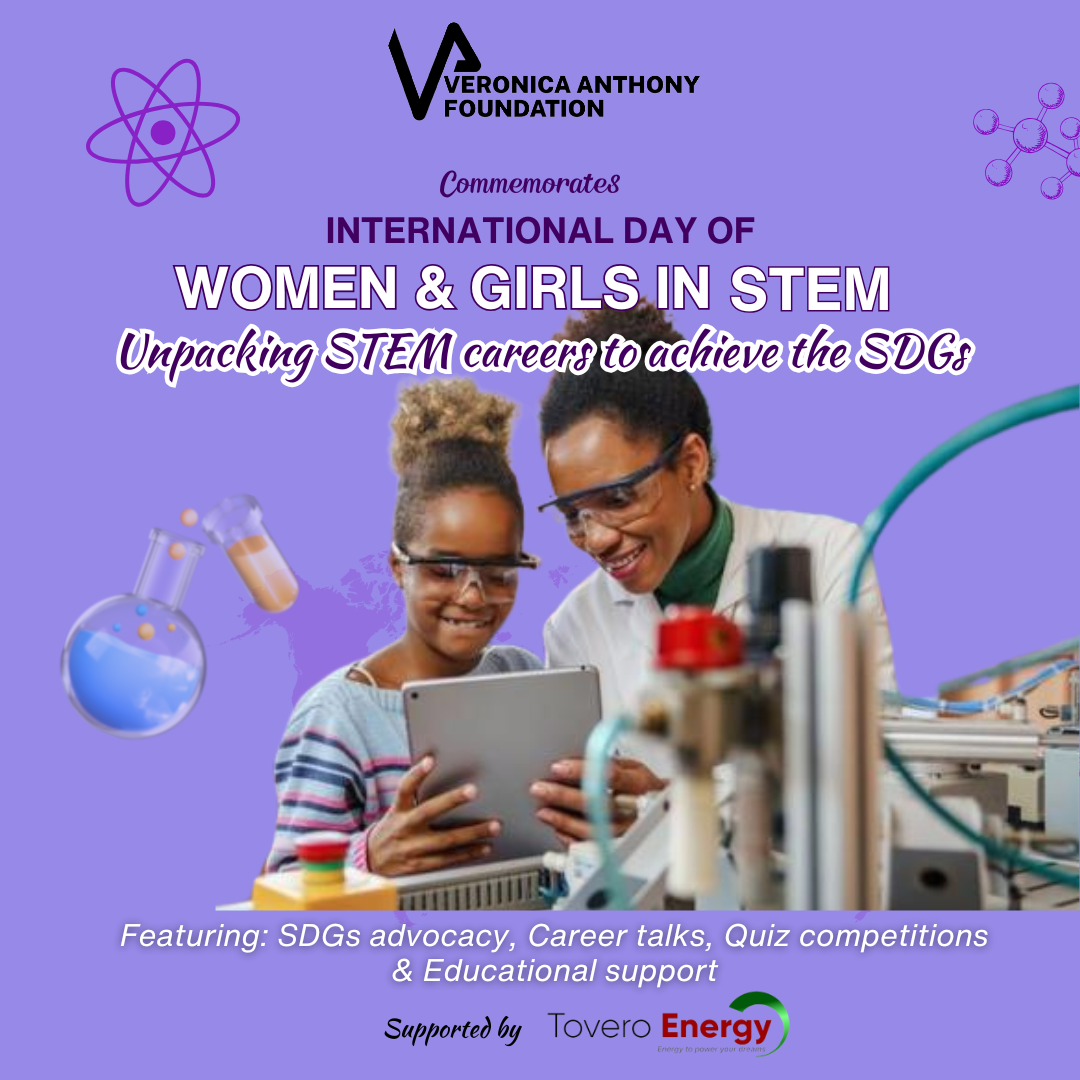 VERONICA ANTHONY
FOUNDATION
Commemorates
INTERNATIONAL DAY OF
WOMEN & GIRLS IN STEM
Unpacking STEM careers to achieve the SDGs
Featuring: SDGs advocacy, Career talks, Quiz competitions
& Educational support
Supported by Tovero Energy
Energy to power your dreams